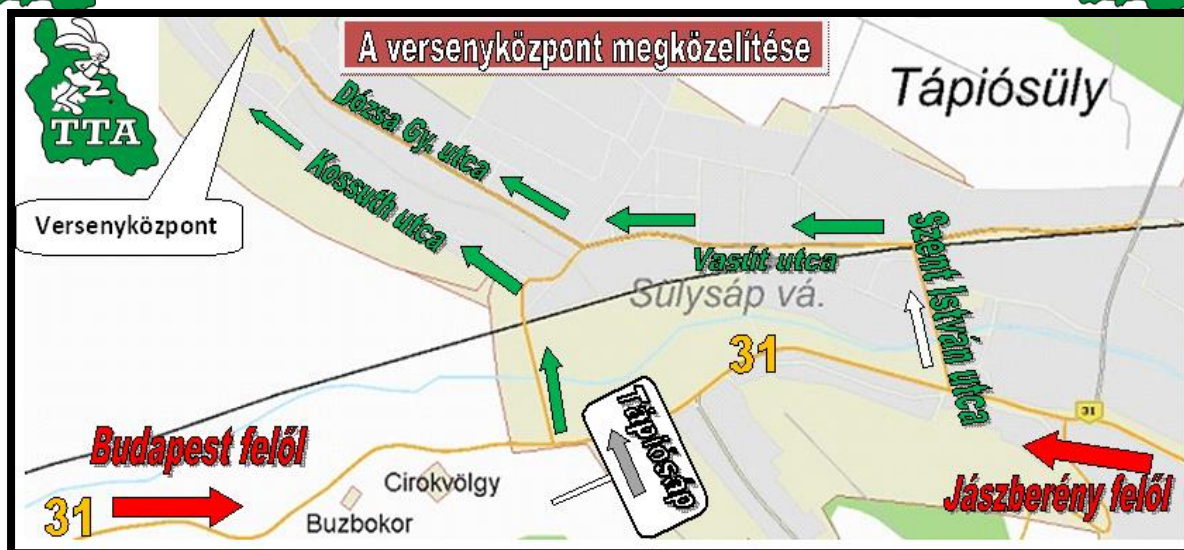 A versenyközpont megközelítése
TTA
Tápiósüly
Dózsa Gy. utca
Kossuth utca
Versenyközpont
Vasút utca
Sülysáp vá.
Szent István utca
31
31
Tápiósáp
Budapest felől
31
Cirokvölgy
Buzbokor
Jászberény felől